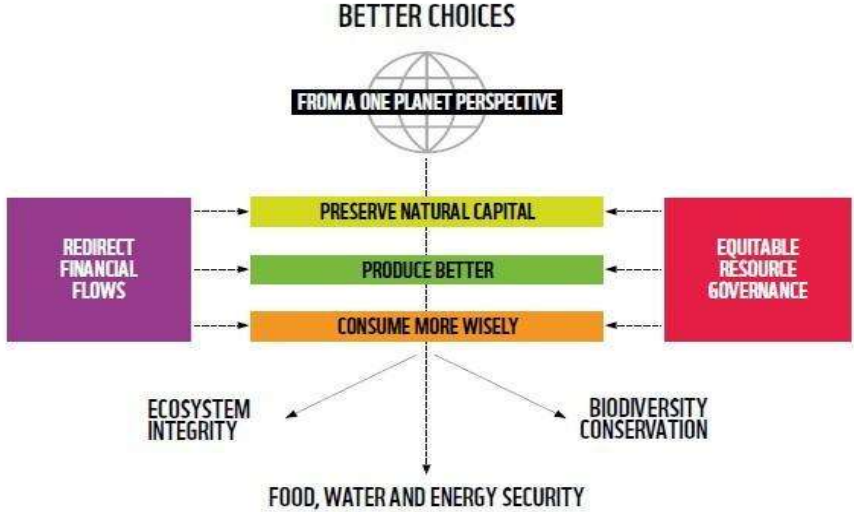 BETTER CHOICES
FROM A ONE PLANET PERSPECTIVE
PRESERVE NATURAL CAPITAL
REDIRECT
FINANCIAL
FLOWS
PRODUCE BETTER
EQUITABLE
RESOURCE
GOVERNANCE
CONSUME MORE WISELY
ECOSYSTEM
INTEGRITY
BIODIVERSITY
CONSERVATION
FOOD, WATER AND ENERGY SECURITY